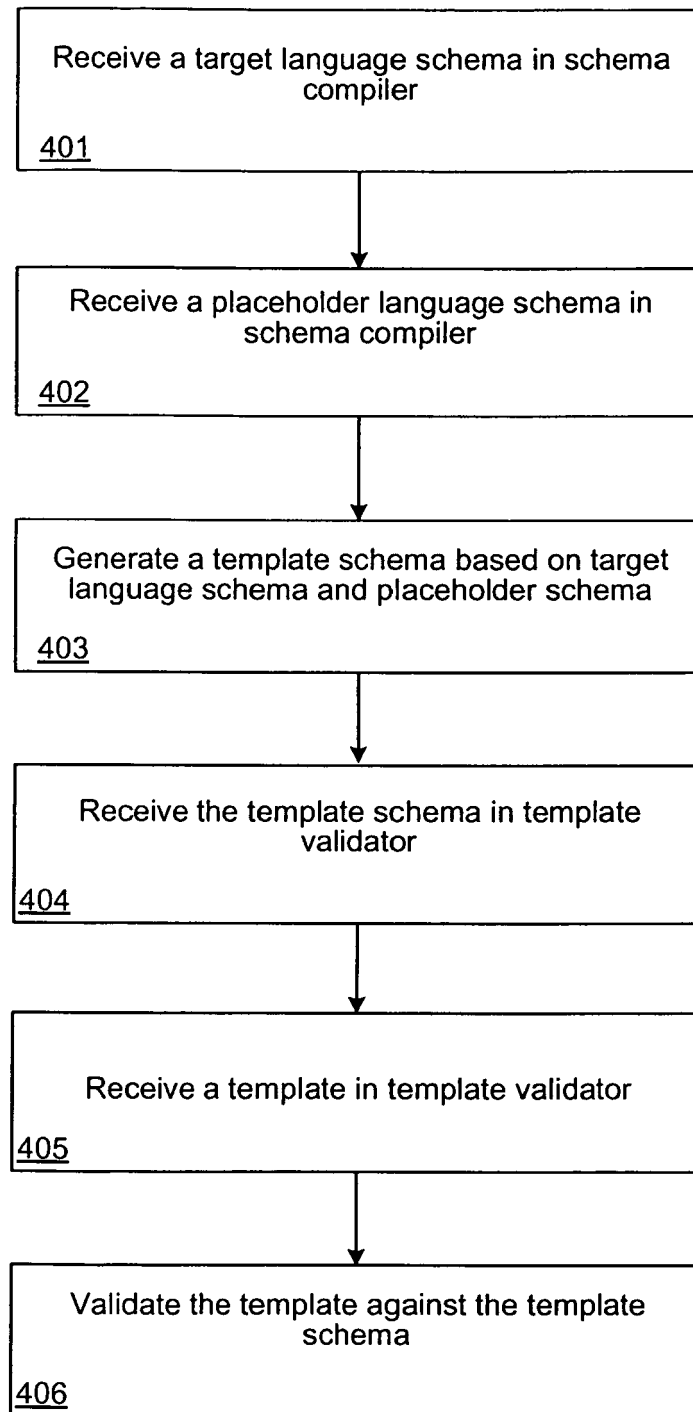 Receive a target language schema in schema
compiler
401
Receive a placeholder language schema in
schema compiler
402
Generate a template schema based on target
language schema and placeholder schema
403
Receive the template schema in template
validator
404
Receive a template in template validator
405
Validate the template against the template
schema
406